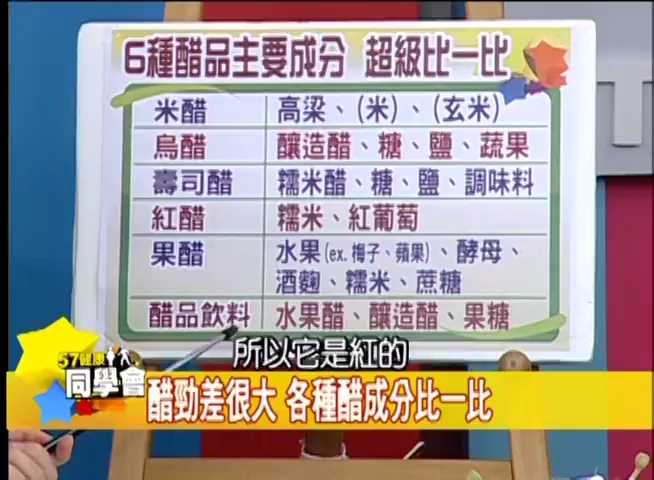 6種醋品主要成分 超級比一比
米醋 高梁、(米)、(玄米)
烏醋 釀造醋、糖、鹽、蔬果
壽司醋 糯米醋、糖、鹽、調味料
紅醋 糯米、紅葡萄
果醋 水果(ex. 梅子、蘋果)、酵母、
酒麴、糯米、蔗糖
醋品飲料 水果醋、釀造醋、果糖
所以它是紅的
57健康
同學會
醋勁差很大 各種醋成分比一比